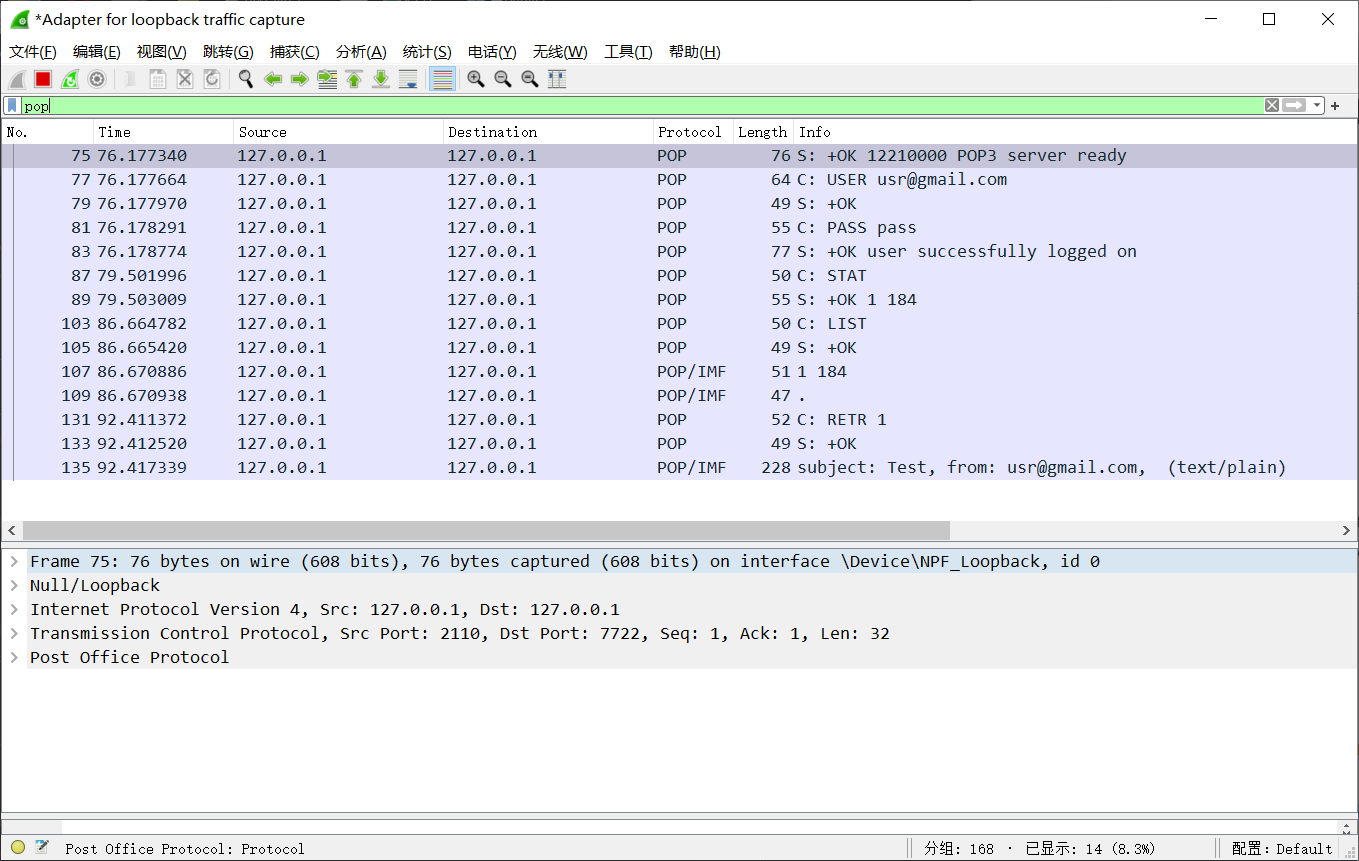 *Adapter for loopback traffic capture
文件(F) 编辑(E) 视图(V) 跳转(G) 捕获(C) 分析(A) 统计(S) 电话(Y) 无线(W) 工具(T) 帮助(H)
pop
No. Time Source Destination Protocol Length Info
75 76.177340 127.0.0.1 127.0.0.1 POP 76 S: +OK 12210000 POP3 server ready
77 76.177664 127.0.0.1 127.0.0.1 POP 64 C: USER usr@gmail.com
79 76.177970 127.0.0.1 127.0.0.1 POP 49 S: +OK
81 76.178291 127.0.0.1 127.0.0.1 POP 55 C: PASS pass
83 76.178774 127.0.0.1 127.0.0.1 POP 77 S: +OK user successfully logged on
87 79.501996 127.0.0.1 127.0.0.1 POP 50 C: STAT
89 79.503009 127.0.0.1 127.0.0.1 POP 55 S: +OK 1 184
103 86.664782 127.0.0.1 127.0.0.1 POP 50 C: LIST
105 86.665420 127.0.0.1 127.0.0.1 POP 49 S: +OK
107 86.670886 127.0.0.1 127.0.0.1 POP/IMF 51 1 184
109 86.670938 127.0.0.1 127.0.0.1 POP/IMF 47 .
131 92.411372 127.0.0.1 127.0.0.1 POP 52 C: RETR 1
133 92.412520 127.0.0.1 127.0.0.1 POP 49 S: +OK
135 92.417339 127.0.0.1 127.0.0.1 POP/IMF 228 subject: Test, from: usr@gmail.com, (text/plain)
Frame 75: 76 bytes on wire (608 bits), 76 bytes captured (608 bits) on interface \Device\NPF_Loopback, id 0
Null/Loopback
Internet Protocol Version 4, Src: 127.0.0.1, Dst: 127.0.0.1
Transmission Control Protocol, Src Port: 2110, Dst Port: 7722, Seq: 1, Ack: 1, Len: 32
Post Office Protocol
Post Office Protocol: Protocol 分组: 168 · 已显示: 14 (8.3%) 配置: Default